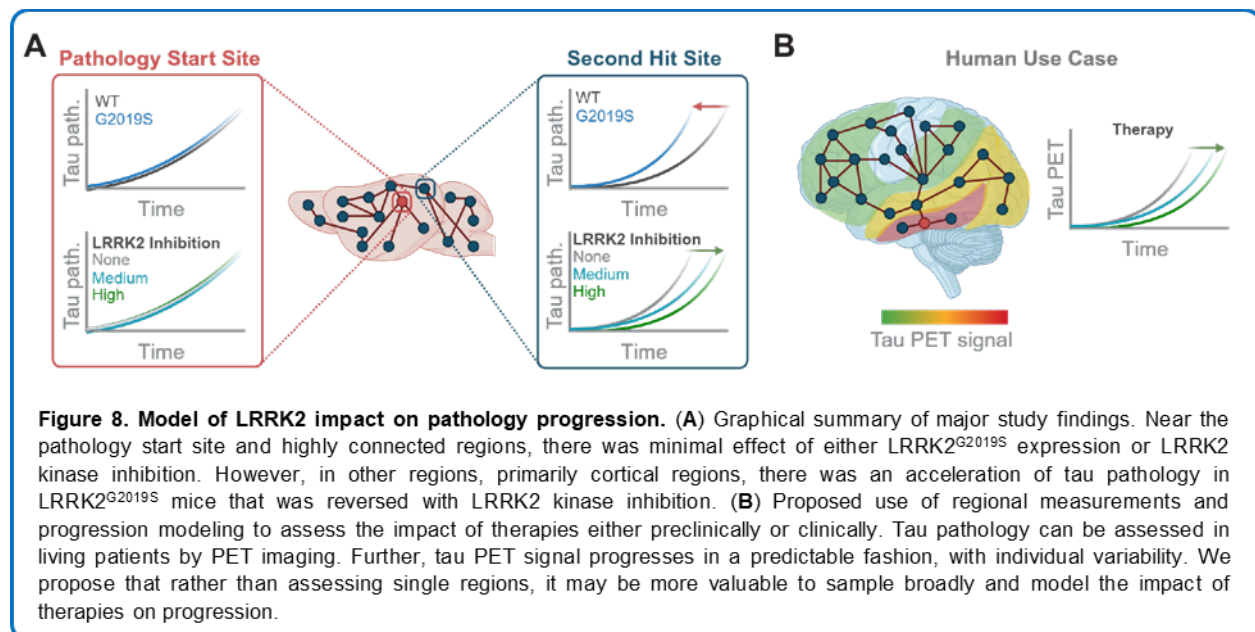 A
Pathology Start Site
Tau path.
WT
G2019S
Time
Tau path.
LRRK2 Inhibition
None
Medium
High
Time
Second Hit Site
Tau path.
WT
G2019S
Time
Tau path.
LRRK2 Inhibition
None
Medium
High
Time
B
Human Use Case
Tau PET signal
Tau PET
Therapy
Time
Figure 8. Model of LRRK2 impact on pathology progression. (A) Graphical summary of major study findings. Near the
pathology start site and highly connected regions, there was minimal effect of either LRRK2G2019S expression or LRRK2
kinase inhibition. However, in other regions, primarily cortical regions, there was an acceleration of tau pathology in
LRRK2G2019S mice that was reversed with LRRK2 kinase inhibition. (B) Proposed use of regional measurements and
progression modeling to assess the impact of therapies either preclinically or clinically. Tau pathology can be assessed in
living patients by PET imaging. Further, tau PET signal progresses in a predictable fashion, with individual variability. We
propose that rather than assessing single regions, it may be more valuable to sample broadly and model the impact of
therapies on progression.